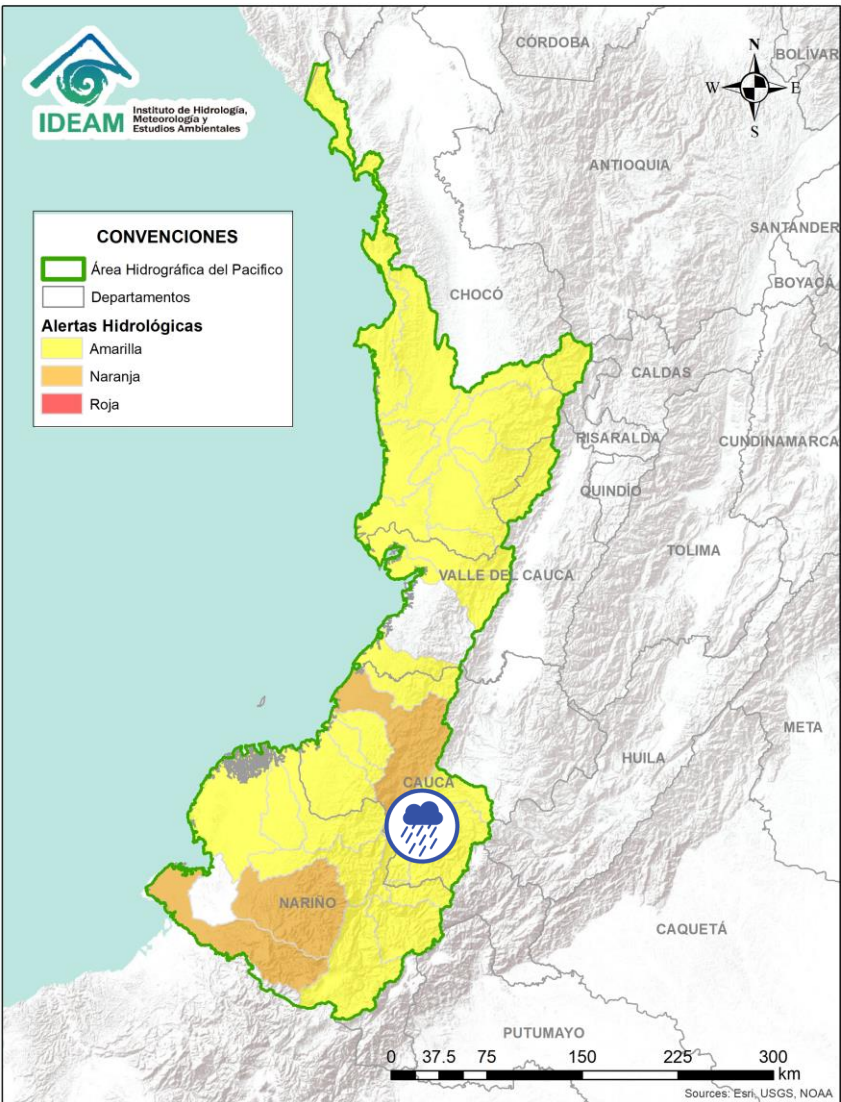 IDEAM
Instituto de Hidrología,
Meteorología y
Estudios Ambientales
CONVENCIONES
Área Hidrográfica del Pacifico
Departamentos
Alertas Hidrológicas
Amarilla
Naranja
Roja
N
W E
S
CÓRDOBA
BOLÍVAR
ANTIOQUIA
SANTANDER
BOYACÁ
CHOCÓ
CALDAS
RISARALDA
CUNDINAMARCA
QUINDÍO
TOLIMA
VALLE DEL CAUCA
META
HUILA
CAUCA
NARIÑO
CAQUETÁ
PUTUMAYO
0 37.5 75 150 225 300
km
Sources: Esri, USGS, NOAA